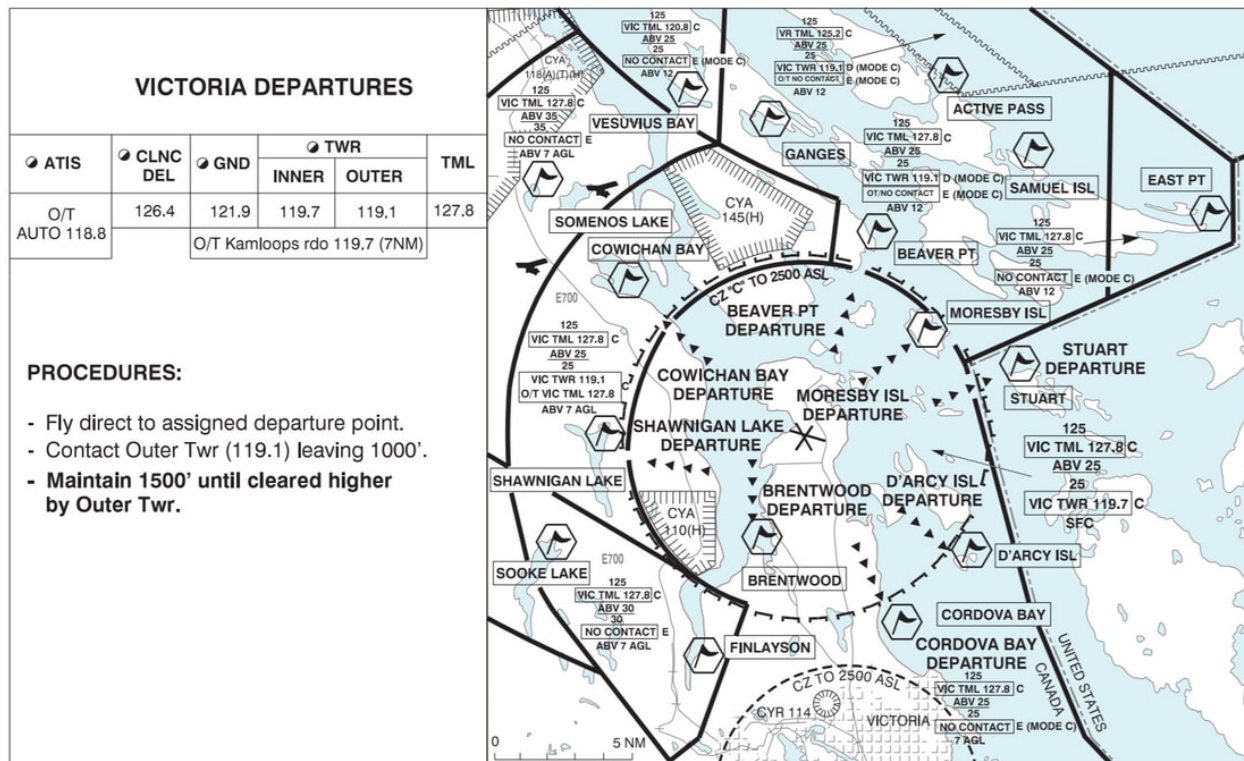 VICTORIA DEPARTURES
ATIS
CLNC
DEL
GND
TWR
INNER
OUTER
TML
O/T
AUTO 118.8
126.4
121.9
119.7
119.1
127.8
O/T Kamloops rdo 119.7 (7NM)
PROCEDURES:
- Fly direct to assigned departure point.
- Contact Outer Twr (119.1) leaving 1000'.
- Maintain 1500' until cleared higher
by Outer Twr.
CYA
118(A)(T)(H)
125
VIC TML 120.8 C
ABV 25
25
NO CONTACT E (MODE C)
ABV 12
VESUVIUS BAY
125
VR TML 125.2 C
ABV 25
25
VIC TWR 119.1 D (MODE C)
O/T NO CONTACT E (MODE C)
ABV 12
ACTIVE PASS
125
VIC TML 127.8 C
ABV 35
35
NO CONTACT E
ABV 7 AGL
GANGES
125
VIC TML 127.8 C
ABV 25
25
VIC TWR 119.1 D (MODE C)
OT/NO CONTACT E (MODE C)
ABV 12
SAMUEL ISL
EAST PT
SOMENOS LAKE
CYA
145(H)
COWICHAN BAY
BEAVER PT
125
VIC TML 127.8 C
ABV 25
25
NO CONTACT E (MODE C)
ABV 12
CZ "C" TO 2500 ASL
E700
BEAVER PT
DEPARTURE
MORESBY ISL
125
VIC TML 127.8 C
ABV 25
25
VIC TWR 119.1
O/T VIC TML 127.8 C
ABV 7 AGL
COWICHAN BAY
DEPARTURE
MORESBY ISL
DEPARTURE
STUART
DEPARTURE
STUART
SHAWNIGAN LAKE
DEPARTURE
125
VIC TML 127.8 C
ABV 25
25
VIC TWR 119.7 C
SFC
SHAWNIGAN LAKE
BRENTWOOD
DEPARTURE
D'ARCY ISL
DEPARTURE
CYA
110(H)
D'ARCY ISL
SOOKE LAKE
E700
BRENTWOOD
125
VIC TML 127.8 C
ABV 30
30
NO CONTACT E
ABV 7 AGL
CORDOVA BAY
FINLAYSON
CORDOVA BAY
DEPARTURE
125
VIC TML 127.8 C
ABV 25
25
NO CONTACT E (MODE C)
7 AGL
UNITED STATES
CANADA
CZ TO 2500 ASL
CYR 114
VICTORIA
0
5 NM